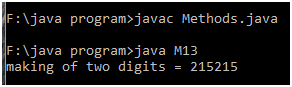 F:\java program>javac Methods.java
F:\java program>java M13
making of two digits = 215215